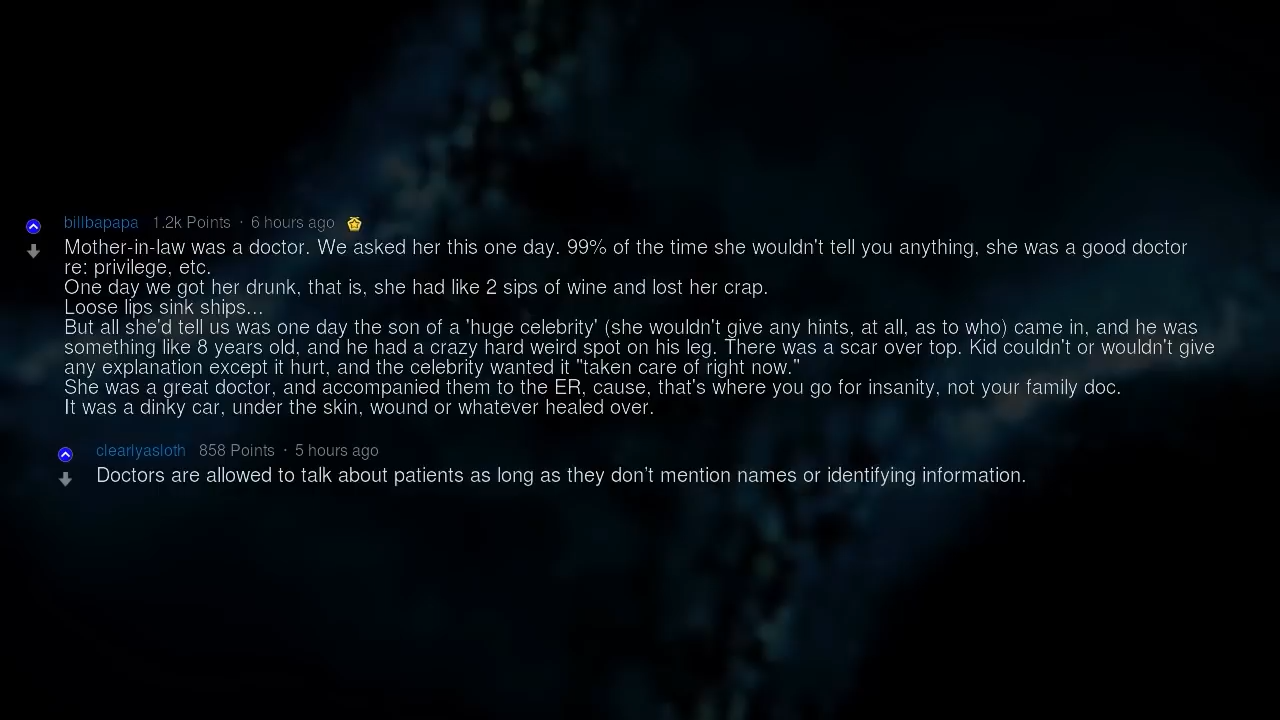 billbapapa 1.2k Points · 6 hours ago
Mother-in-law was a doctor. We asked her this one day. 99% of the time she wouldn't tell you anything, she was a good doctor
re: privilege, etc.
One day we got her drunk, that is, she had like 2 sips of wine and lost her crap.
Loose lips sink ships...
But all she'd tell us was one day the son of a 'huge celebrity' (she wouldn't give any hints, at all, as to who) came in, and he was
something like 8 years old, and he had a crazy hard weird spot on his leg. There was a scar over top. Kid couldn't or wouldn't give
any explanation except it hurt, and the celebrity wanted it "taken care of right now."
She was a great doctor, and accompanied them to the ER, cause, that's where you go for insanity, not your family doc.
It was a dinky car, under the skin, wound or whatever healed over.
clearlyasloth 858 Points · 5 hours ago
Doctors are allowed to talk about patients as long as they don't mention names or identifying information.